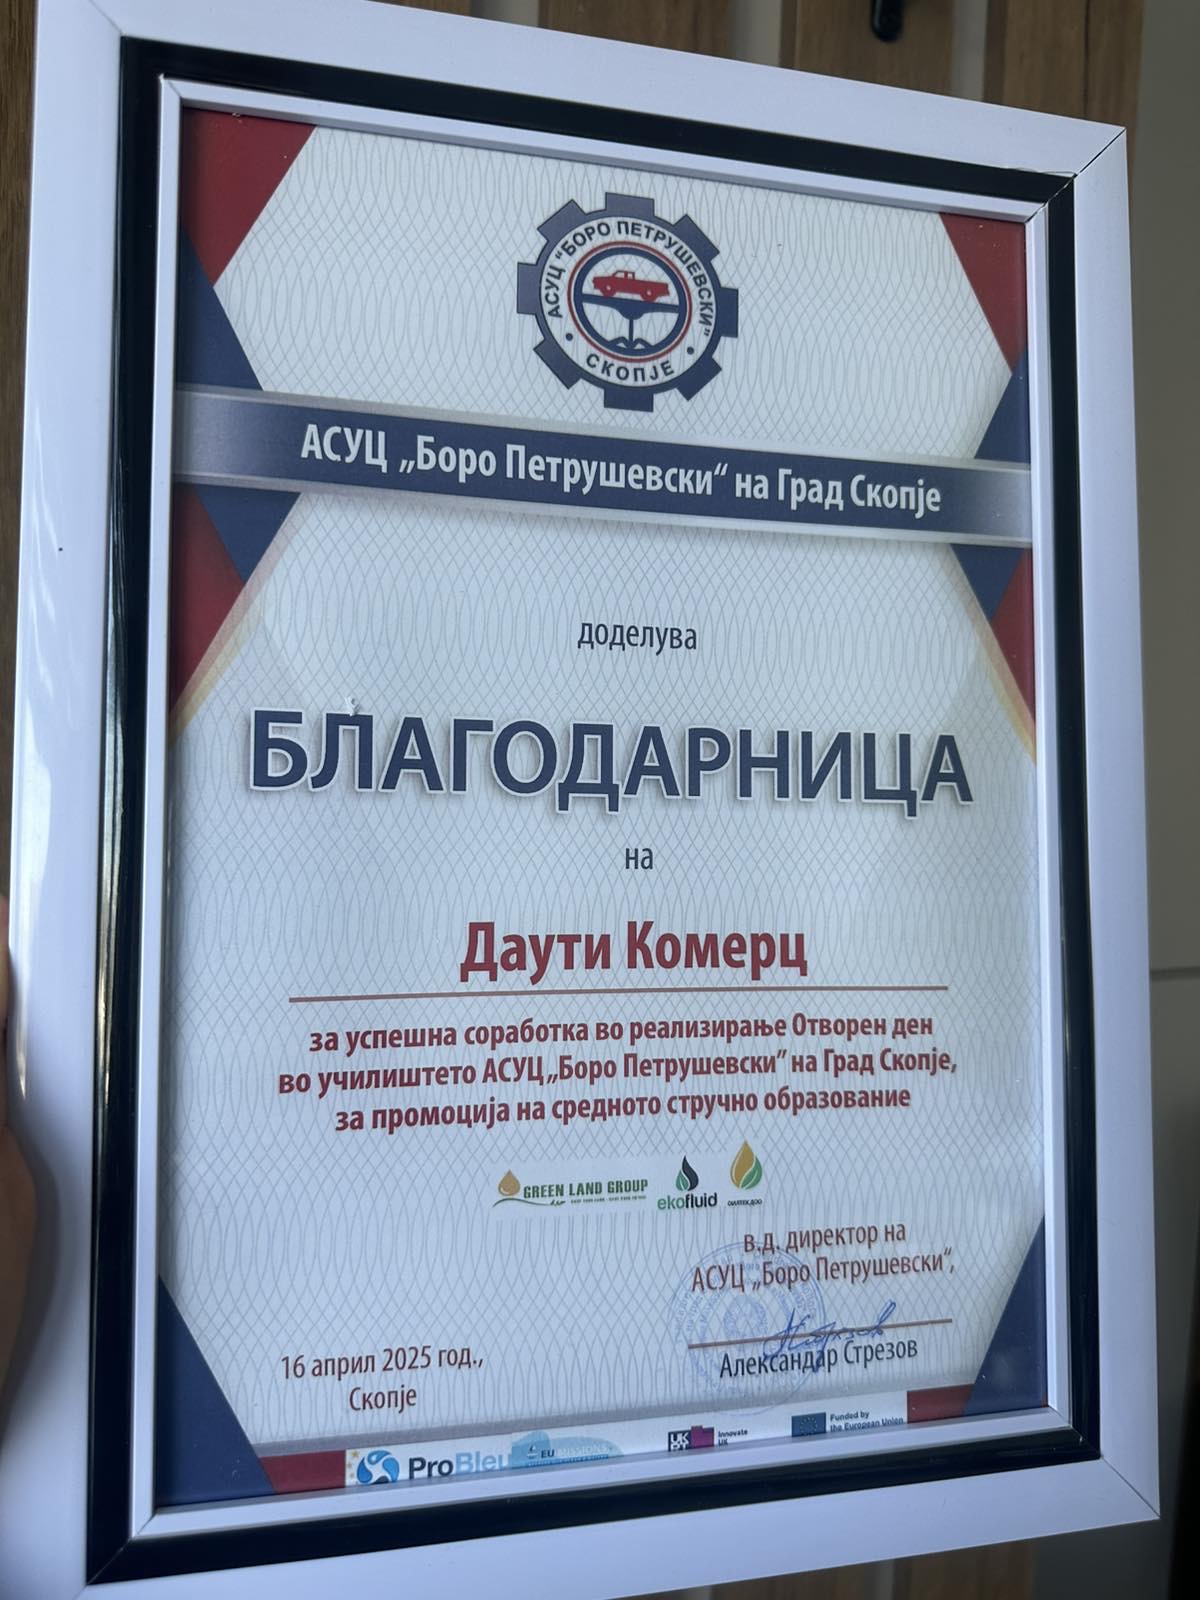 АСУЦ "БОРО ПЕТРУШЕВСКИ"
СКОПЈЕ
АСУЦ „Боро Петрушевски“ на Град Скопје
доделува
БЛАГОДАРНИЦА
на
Даути Комерц
за успешна соработка во реализирање Отворен ден
во училиштето АСУЦ „Боро Петрушевски” на Град Скопје,
за промоција на средното стручно образование
GREEN LAND GROUP
ekofluid
в.д. директор на
АСУЦ „Боро Петрушевски“,
Александар Стрезов
16 април 2025 год.,
Скопје
ProBleu
EU MISSIONS
Innovate
UK
Funded by
the European Union